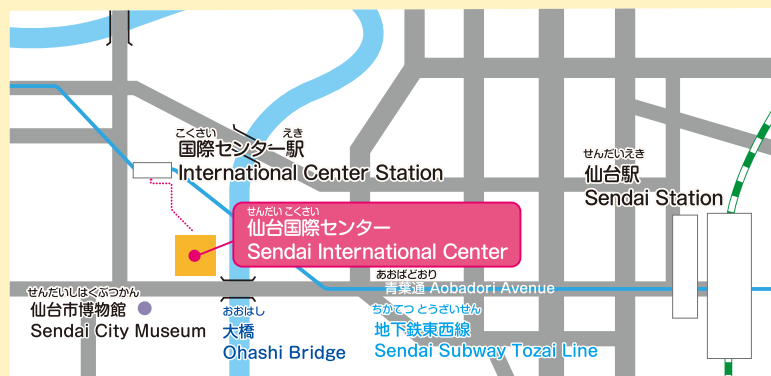 こくさい えき
国際センター駅
International Center Station
せんだいえき
仙台駅
Sendai Station
せんだい こくさい
仙台国際センター
Sendai International Center
あおばどおり
青葉通 Aobadori Avenue
せんだいしはくぶつかん
仙台市博物館
Sendai City Museum
おおはし
大橋
Ohashi Bridge
ちかてつ とうざいせん
地下鉄東西線
Sendai Subway Tozai Line